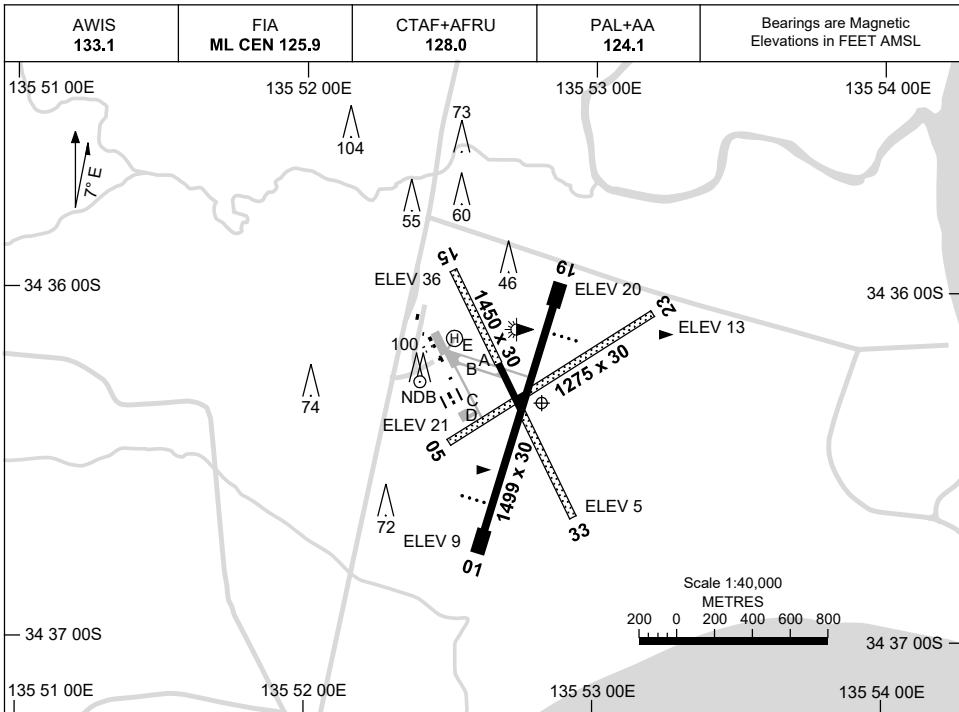 AWIS
133.1
FIA
ML CEN 125.9
CTAF+AFRU
128.0
PAL+AA
124.1
Bearings are Magnetic
Elevations in FEET AMSL
135 51 00E
135 52 00E
135 53 00E
135 54 00E
7° E
104
73
55
60
46
15
19
34 36 00S
ELEV 36
ELEV 20
34 36 00S
23
1450 x 30
ELEV 13
H
E
100
A
B
1275 x 30
NDB
74
C
D
ELEV 21
05
1499 x 30
72
ELEV 5
ELEV 9
33
01
Scale 1:40,000
METRES
200 0 200 400 600 800
34 37 00S
34 37 00S
135 51 00E
135 52 00E
135 53 00E
135 54 00E